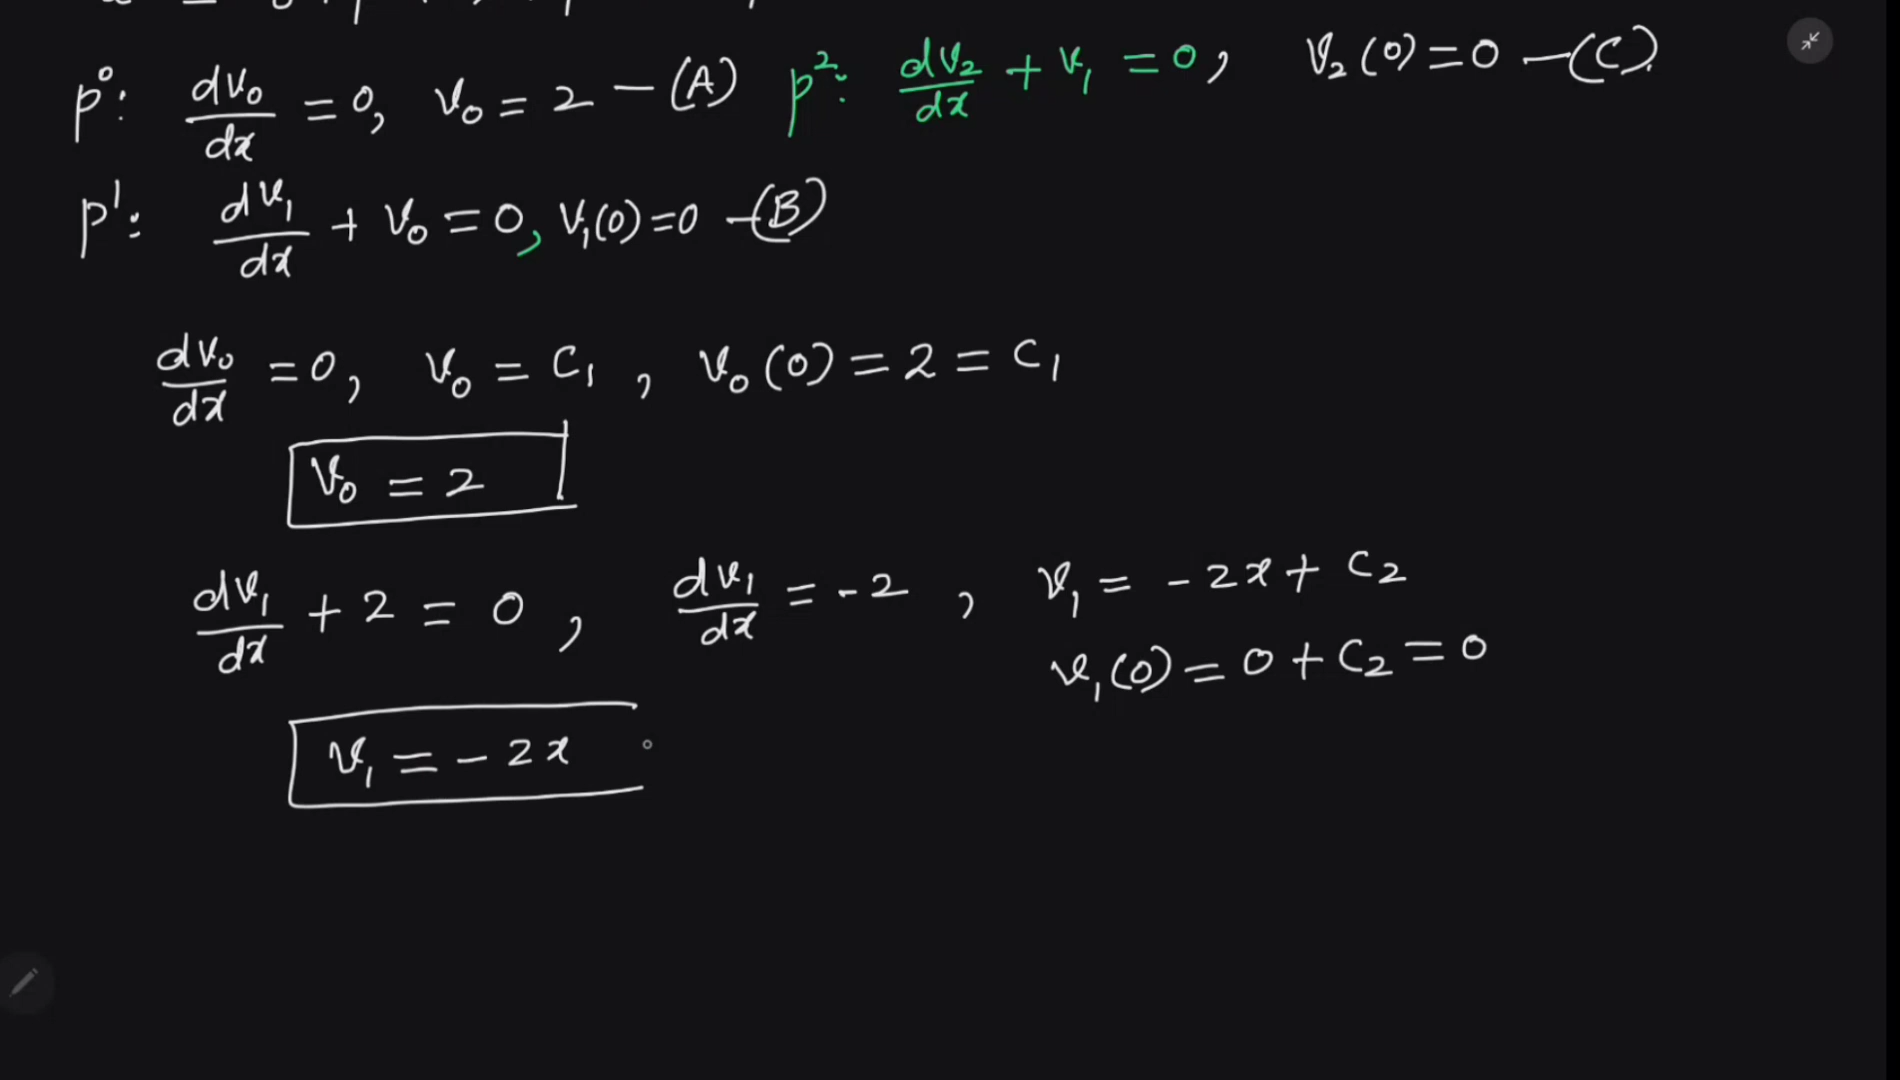 p⁰: dv₀/dx = 0, v₀ = 2 — (A) p²: dv₂/dx + v₁ = 0, v₂(0) = 0 — (C).
p¹: dv₁/dx + v₀ = 0, v₁(0) = 0 — (B)
dv₀/dx = 0, v₀ = C₁, v₀(0) = 2 = C₁
v₀ = 2
dv₁/dx + 2 = 0, dv₁/dx = -2, v₁ = -2x + C₂
v₁(0) = 0 + C₂ = 0
v₁ = -2x